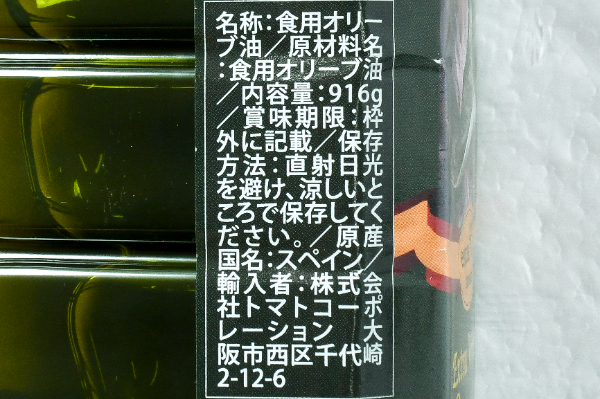 名称:食用オリー
ブ油/原材料名
:食用オリーブ油
/内容量:916g
/賞味期限:枠
外に記載/保存
方法:直射日光
を避け、涼しいと
ころで保存してく
ださい。/原産
国名:スペイン/
輸入者:株式会
社トマトコーポ
レーション 大
阪市西区千代崎
2-12-6